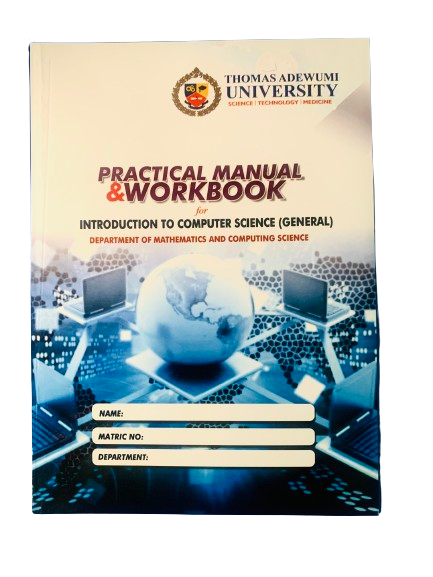 THOMAS ADEWUMI
UNIVERSITY
SCIENCE | TECHNOLOGY | MEDICINE
PRACTICAL MANUAL
&WORKBOOK
for
INTRODUCTION TO COMPUTER SCIENCE (GENERAL)
DEPARTMENT OF MATHEMATICS AND COMPUTING SCIENCE
NAME:
MATRIC NO:
DEPARTMENT: